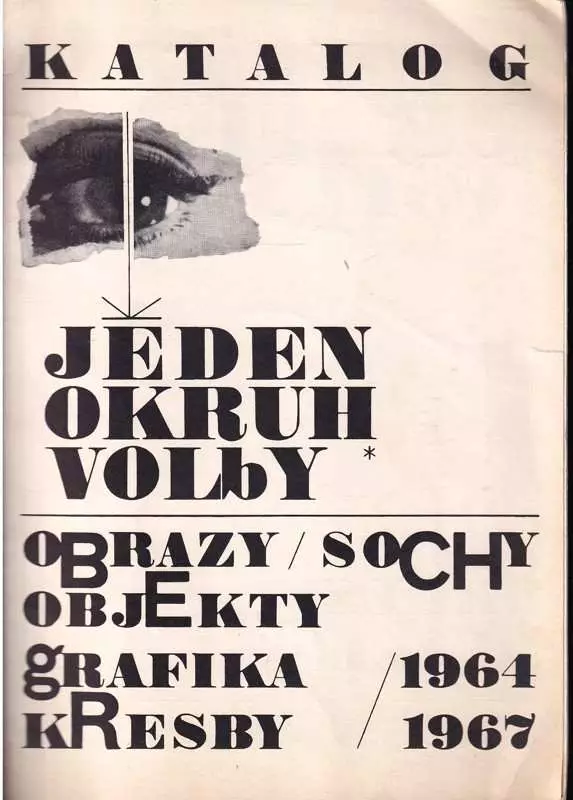 KATALOG
JEDEN
OKRUH
VOLbY *
OBRAZY / SOCHY
OBJEKTY
gRAFIKA / 1964
KRESBY / 1967